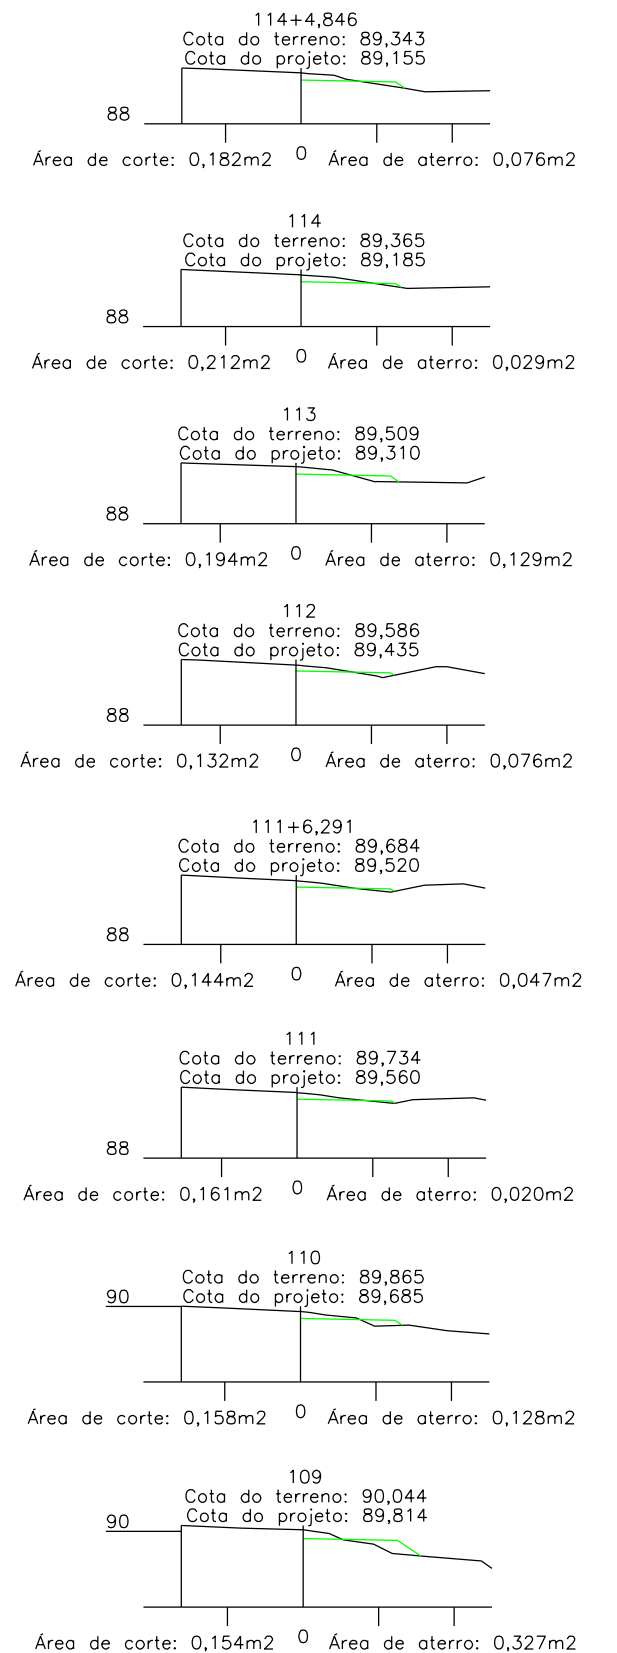 114+4,846
Cota do terreno: 89,343
Cota do projeto: 89,155
88
Área de corte: 0,182m2 0 Área de aterro: 0,076m2
114
Cota do terreno: 89,365
Cota do projeto: 89,185
88
Área de corte: 0,212m2 0 Área de aterro: 0,029m2
113
Cota do terreno: 89,509
Cota do projeto: 89,310
88
Área de corte: 0,194m2 0 Área de aterro: 0,129m2
112
Cota do terreno: 89,586
Cota do projeto: 89,435
88
Área de corte: 0,132m2 0 Área de aterro: 0,076m2
111+6,291
Cota do terreno: 89,684
Cota do projeto: 89,520
88
Área de corte: 0,144m2 0 Área de aterro: 0,047m2
111
Cota do terreno: 89,734
Cota do projeto: 89,560
88
Área de corte: 0,161m2 0 Área de aterro: 0,020m2
110
Cota do terreno: 89,865
Cota do projeto: 89,685
90
Área de corte: 0,158m2 0 Área de aterro: 0,128m2
109
Cota do terreno: 90,044
Cota do projeto: 89,814
90
Área de corte: 0,154m2 0 Área de aterro: 0,327m2